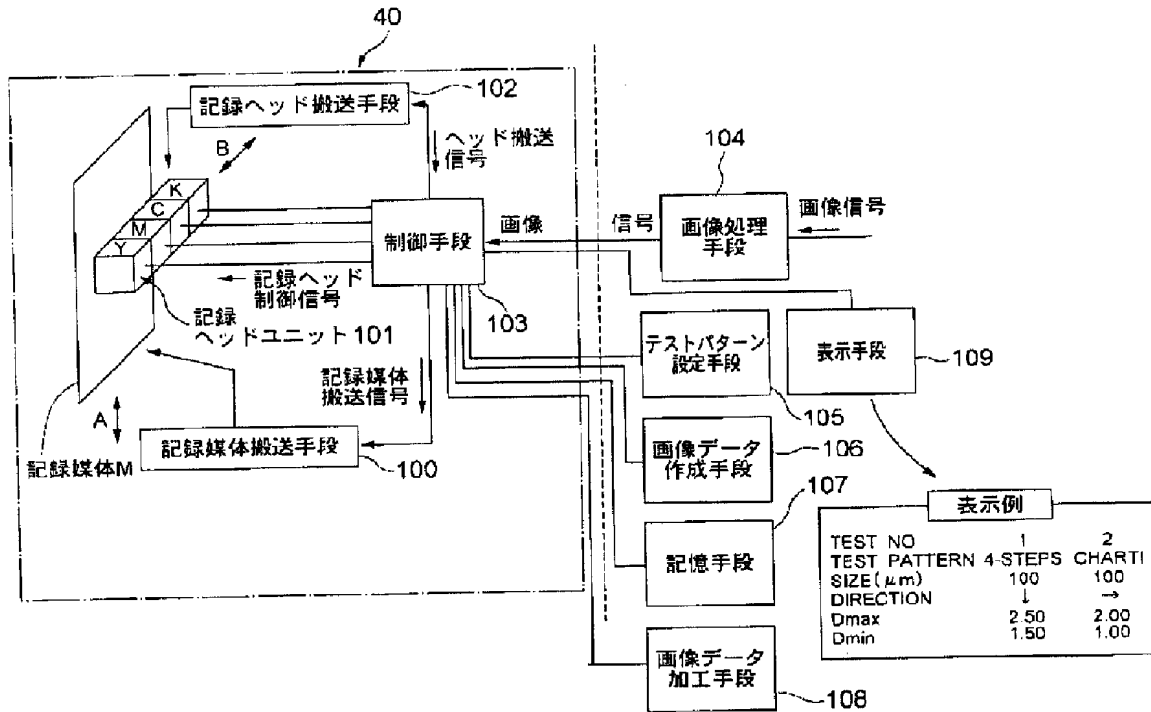 40
記録ヘッド搬送手段
102
B
ヘッド搬送
信号
K
C
M
Y
制御手段
103
画像
信号
104
画像処理
手段
画像信号
記録ヘッド
制御信号
記録
ヘッドユニット 101
テストパターン
設定手段
105
表示手段
109
記録媒体
搬送信号
A
記録媒体搬送手段
100
記録媒体M
画像データ
作成手段
106
107
記憶手段
画像データ
加工手段
108
表示例
TEST NO 1 2
TEST PATTERN 4-STEPS CHARTI
SIZE(μm) 100 100
DIRECTION ↓ →
Dmax 2.50 2.00
Dmin 1.50 1.00